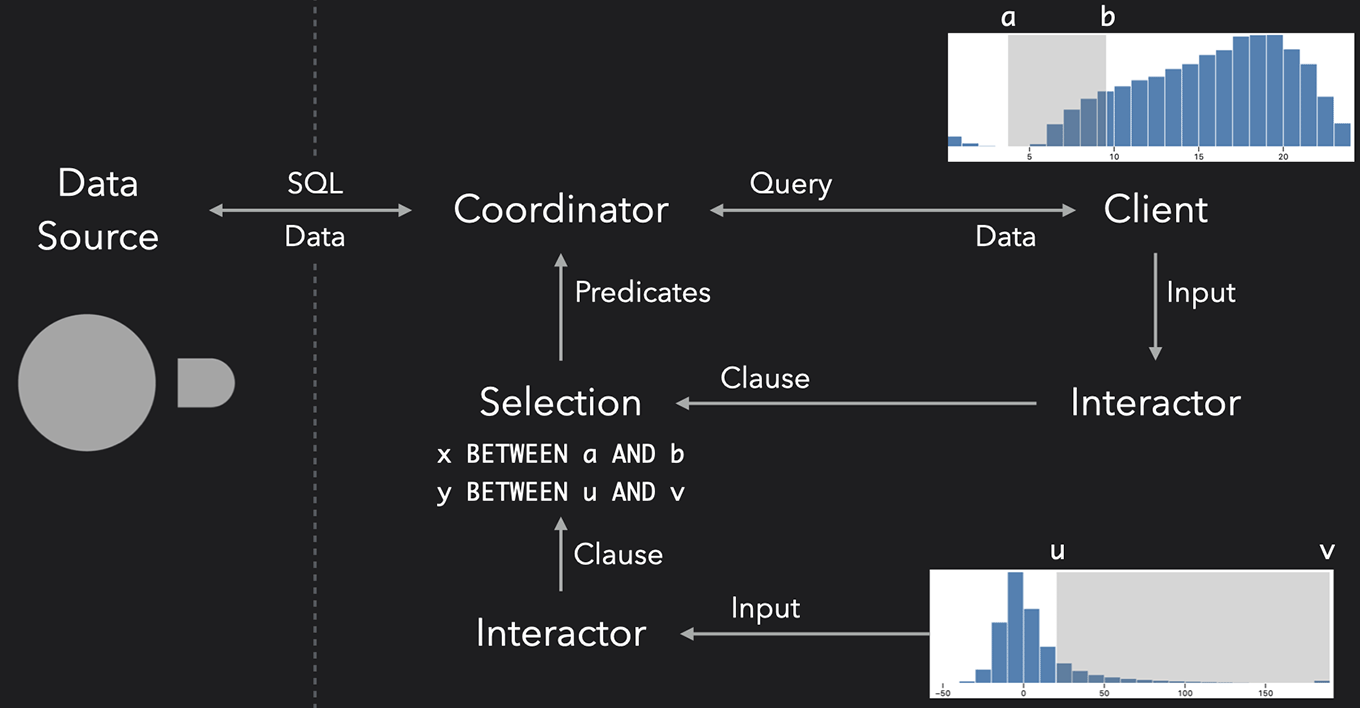 a b
5 10 15 20
Data
Source
SQL
Data
Coordinator
Query
Data
Client
Predicates
Input
Selection
x BETWEEN a AND b
y BETWEEN u AND v
Clause
Interactor
Clause
Interactor
Input
u v
-50 0 50 100 150